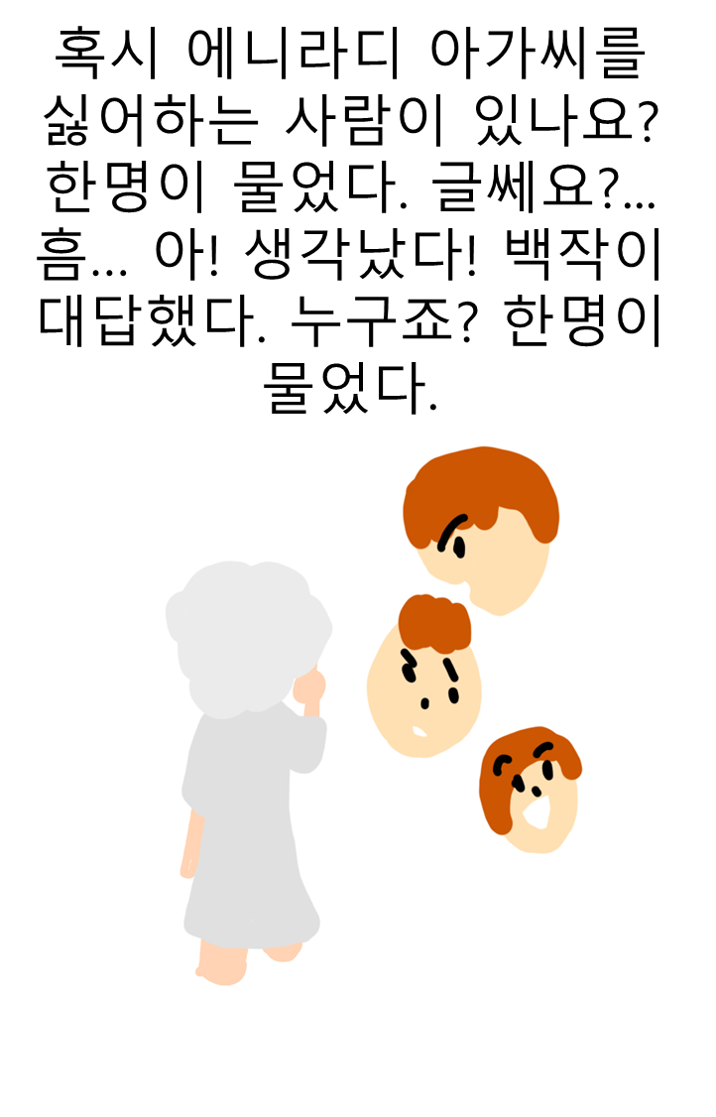 혹시 에니라디 아가씨를
싫어하는 사람이 있나요?
한명이 물었다. 글쎄요?...
흠... 아! 생각났다! 백작이
대답했다. 누구죠? 한명이
물었다.